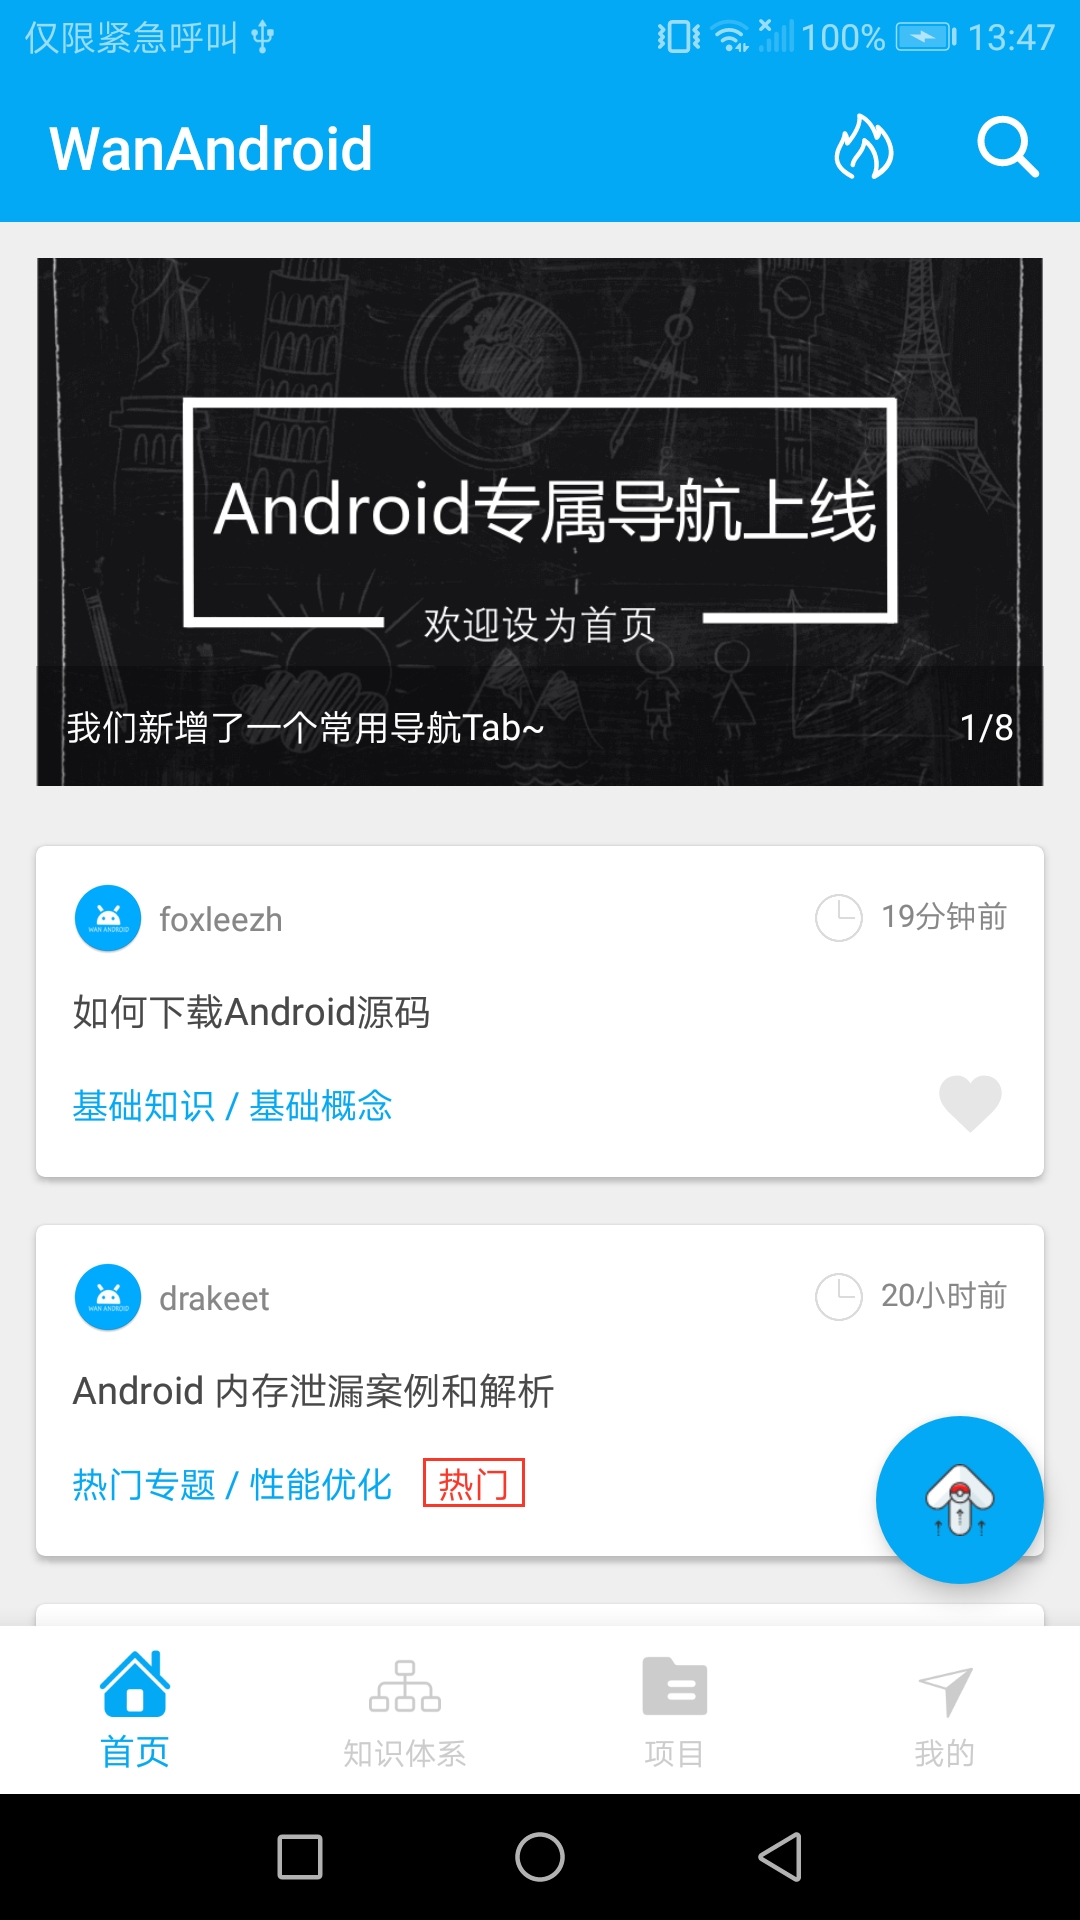 仅限紧急呼叫 100% 13:47
WanAndroid
Android专属导航上线
欢迎设为首页
我们新增了一个常用导航Tab~ 1/8
WAN ANDROID foxleezh 19分钟前
如何下载Android源码
基础知识 / 基础概念
WAN ANDROID drakeet 20小时前
Android 内存泄漏案例和解析
热门专题 / 性能优化 热门
首页 知识体系 项目 我的